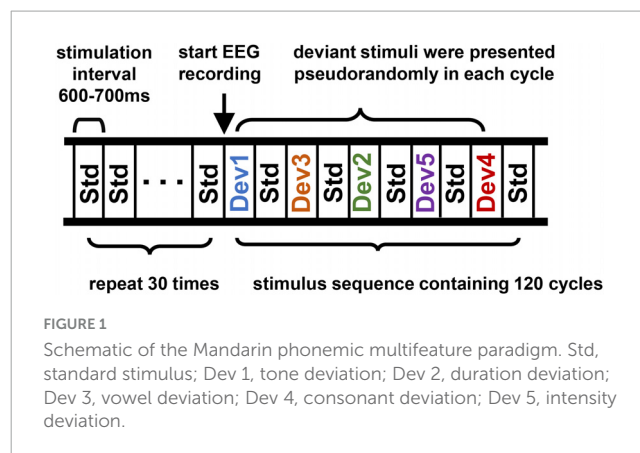 stimulation
interval
600-700ms
start EEG
recording
deviant stimuli were presented
pseudorandomly in each cycle
Std Std ··· Std Dev1 Std Dev3 Std Dev2 Std Dev5 Std Dev4 Std
repeat 30 times
stimulus sequence containing 120 cycles
FIGURE 1
Schematic of the Mandarin phonemic multifeature paradigm. Std,
standard stimulus; Dev 1, tone deviation; Dev 2, duration deviation;
Dev 3, vowel deviation; Dev 4, consonant deviation; Dev 5, intensity
deviation.